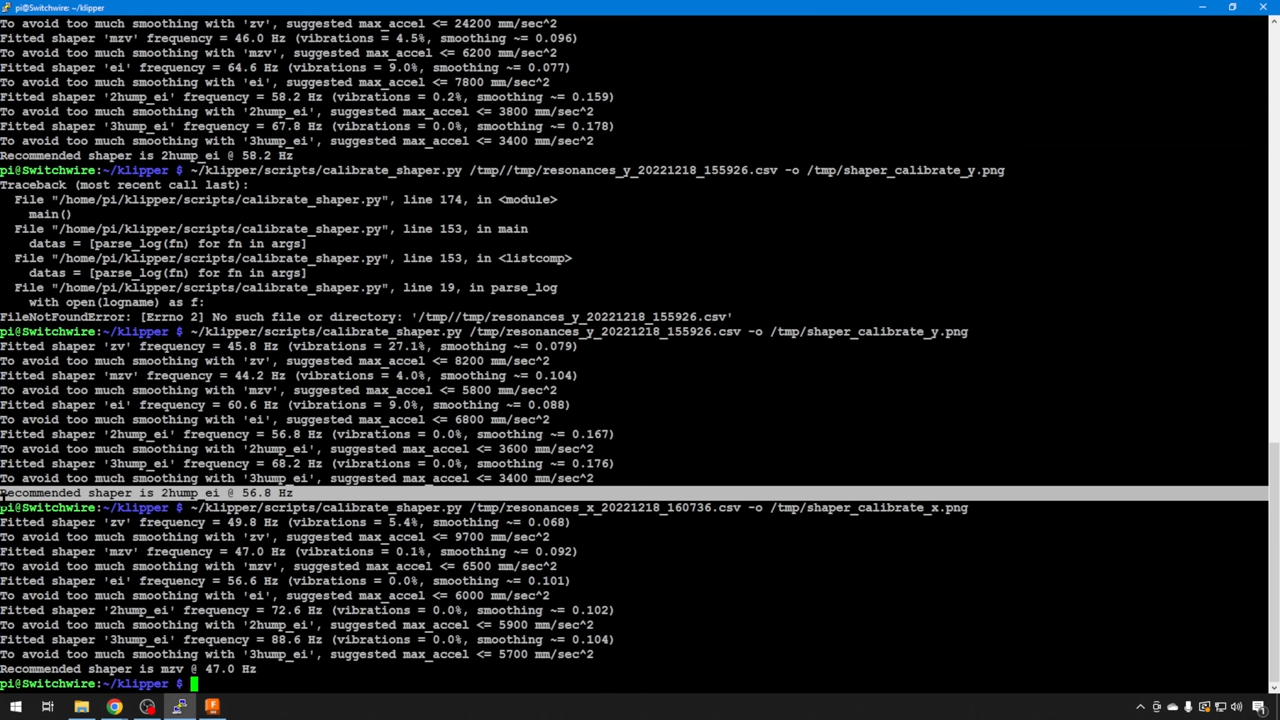 pi@Switchwire: ~/klipper
To avoid too much smoothing with 'zv', suggested max_accel <= 24200 mm/sec^2
Fitted shaper 'mzv' frequency = 46.0 Hz (vibrations = 4.5%, smoothing ~= 0.096)
To avoid too much smoothing with 'mzv', suggested max_accel <= 6200 mm/sec^2
Fitted shaper 'ei' frequency = 64.6 Hz (vibrations = 9.0%, smoothing ~= 0.077)
To avoid too much smoothing with 'ei', suggested max_accel <= 7800 mm/sec^2
Fitted shaper '2hump_ei' frequency = 58.2 Hz (vibrations = 0.2%, smoothing ~= 0.159)
To avoid too much smoothing with '2hump_ei', suggested max_accel <= 3800 mm/sec^2
Fitted shaper '3hump_ei' frequency = 67.8 Hz (vibrations = 0.0%, smoothing ~= 0.178)
To avoid too much smoothing with '3hump_ei', suggested max_accel <= 3400 mm/sec^2
Recommended shaper is 2hump_ei @ 58.2 Hz
pi@Switchwire:~/klipper $ ~/klipper/scripts/calibrate_shaper.py /tmp//tmp/resonances_y_20221218_155926.csv -o /tmp/shaper_calibrate_y.png
Traceback (most recent call last):
File "/home/pi/klipper/scripts/calibrate_shaper.py", line 174, in <module>
main()
File "/home/pi/klipper/scripts/calibrate_shaper.py", line 153, in main
datas = [parse_log(fn) for fn in args]
File "/home/pi/klipper/scripts/calibrate_shaper.py", line 153, in <listcomp>
datas = [parse_log(fn) for fn in args]
File "/home/pi/klipper/scripts/calibrate_shaper.py", line 19, in parse_log
with open(logname) as f:
FileNotFoundError: [Errno 2] No such file or directory: '/tmp//tmp/resonances_y_20221218_155926.csv'
pi@Switchwire:~/klipper $ ~/klipper/scripts/calibrate_shaper.py /tmp/resonances_y_20221218_155926.csv -o /tmp/shaper_calibrate_y.png
Fitted shaper 'zv' frequency = 45.8 Hz (vibrations = 27.1%, smoothing ~= 0.079)
To avoid too much smoothing with 'zv', suggested max_accel <= 8200 mm/sec^2
Fitted shaper 'mzv' frequency = 44.2 Hz (vibrations = 4.0%, smoothing ~= 0.104)
To avoid too much smoothing with 'mzv', suggested max_accel <= 5800 mm/sec^2
Fitted shaper 'ei' frequency = 60.6 Hz (vibrations = 9.0%, smoothing ~= 0.088)
To avoid too much smoothing with 'ei', suggested max_accel <= 6800 mm/sec^2
Fitted shaper '2hump_ei' frequency = 56.8 Hz (vibrations = 0.0%, smoothing ~= 0.167)
To avoid too much smoothing with '2hump_ei', suggested max_accel <= 3600 mm/sec^2
Fitted shaper '3hump_ei' frequency = 68.2 Hz (vibrations = 0.0%, smoothing ~= 0.176)
To avoid too much smoothing with '3hump_ei', suggested max_accel <= 3400 mm/sec^2
Recommended shaper is 2hump_ei @ 56.8 Hz
pi@Switchwire:~/klipper $ ~/klipper/scripts/calibrate_shaper.py /tmp/resonances_x_20221218_160736.csv -o /tmp/shaper_calibrate_x.png
Fitted shaper 'zv' frequency = 49.8 Hz (vibrations = 5.4%, smoothing ~= 0.068)
To avoid too much smoothing with 'zv', suggested max_accel <= 9700 mm/sec^2
Fitted shaper 'mzv' frequency = 47.0 Hz (vibrations = 0.1%, smoothing ~= 0.092)
To avoid too much smoothing with 'mzv', suggested max_accel <= 6500 mm/sec^2
Fitted shaper 'ei' frequency = 56.6 Hz (vibrations = 0.0%, smoothing ~= 0.101)
To avoid too much smoothing with 'ei', suggested max_accel <= 6000 mm/sec^2
Fitted shaper '2hump_ei' frequency = 72.6 Hz (vibrations = 0.0%, smoothing ~= 0.102)
To avoid too much smoothing with '2hump_ei', suggested max_accel <= 5900 mm/sec^2
Fitted shaper '3hump_ei' frequency = 88.6 Hz (vibrations = 0.0%, smoothing ~= 0.104)
To avoid too much smoothing with '3hump_ei', suggested max_accel <= 5700 mm/sec^2
Recommended shaper is mzv @ 47.0 Hz
pi@Switchwire:~/klipper $